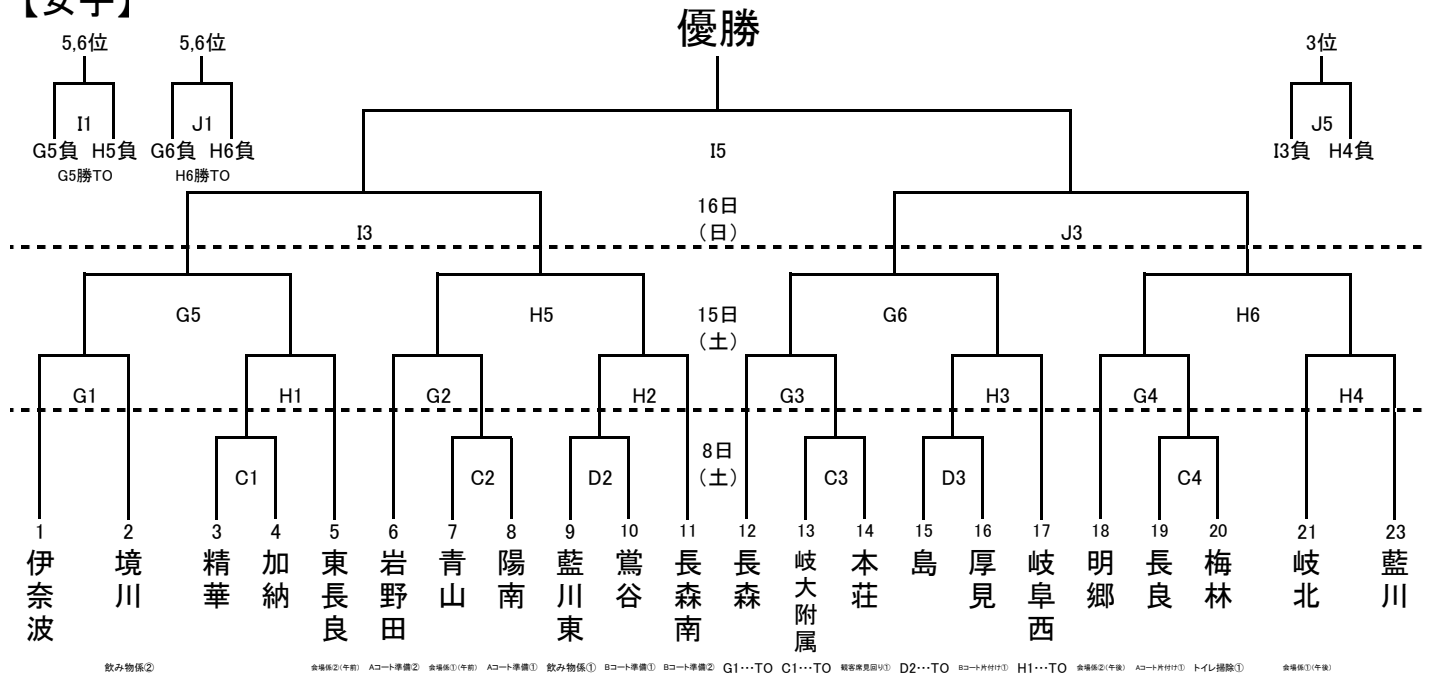 【女子】
優勝
5,6位 5,6位 3位
I1 J1 J5
G5負 H5負 G6負 H6負 I3負 H4負
G5勝TO H6勝TO
I5
16日
(日)
I3 J3
G5 H5 G6 H6
15日
(土)
G1 H1 G2 H2 G3 H3 G4 H4
8日
(土)
C1 C2 D2 C3 D3 C4
1 2 3 4 5 6 7 8 9 10 11 12 13 14 15 16 17 18 19 20 21 23
伊奈波 境川 精華 加納 東長良 岩野田 青山 陽南 藍川東 鶯谷 長森南 長森 岐大附属 本荘 島 厚見 岐阜西 明郷 長良 梅林 岐北 藍川
飲み物係② 会場係②(午前) Aコート準備② 会場係①(午前) Aコート準備① 飲み物係① Bコート準備① Bコート準備② G1…TO C1…TO 観客席見回り① D2…TO Bコート片付け① H1…TO 会場係②(午後) Aコート片付け① トイレ掃除① 会場係①(午後)